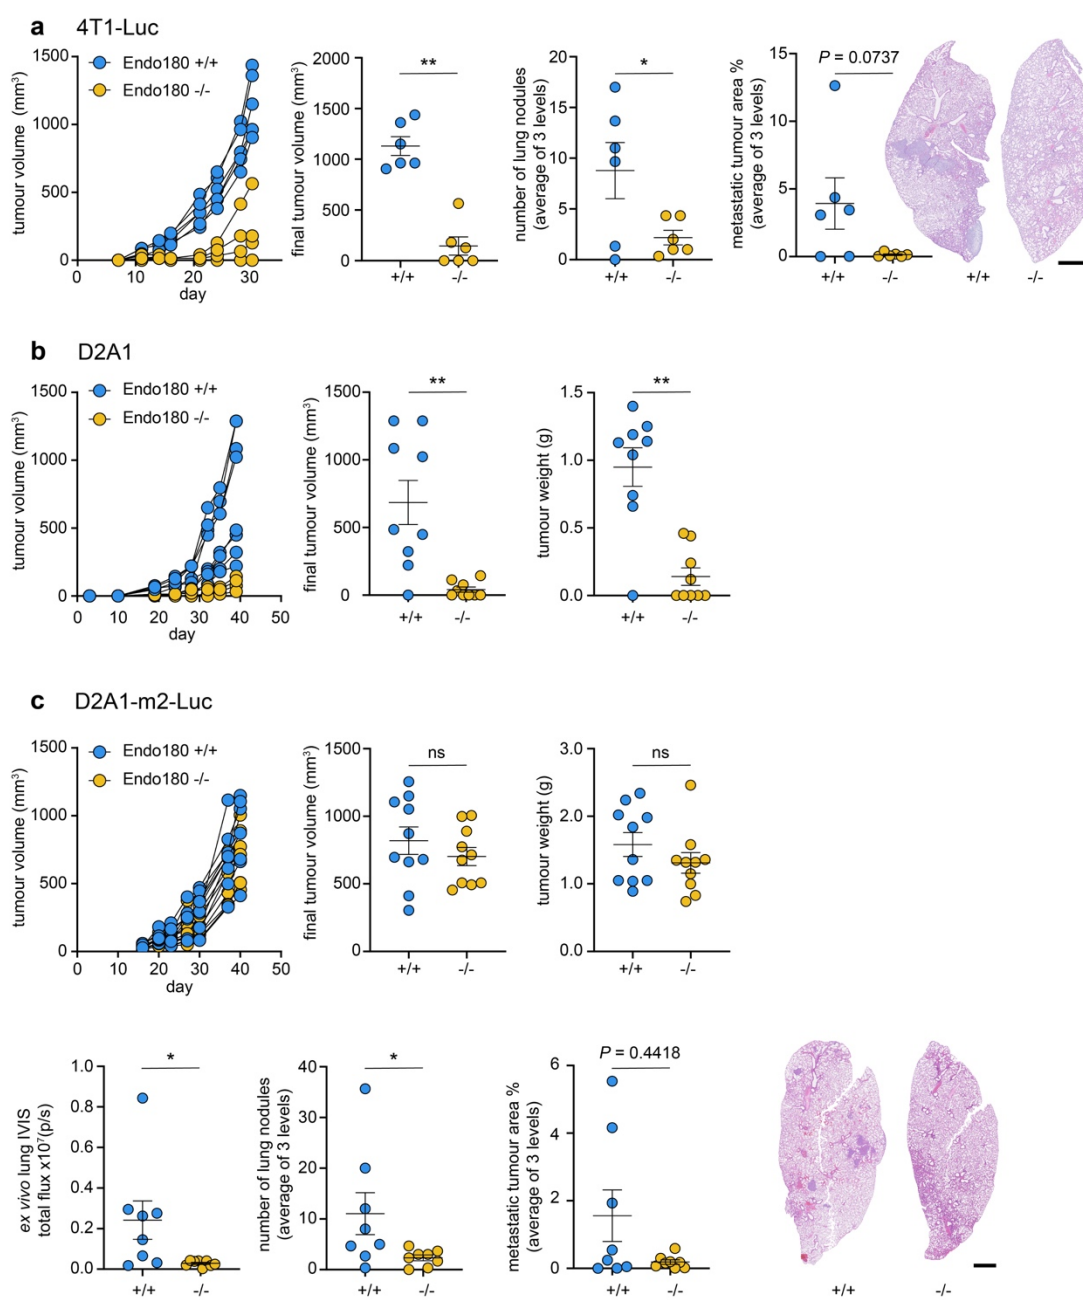 a 4T1-Luc
tumour volume (mm³)
1500
1000
500
0
0 10 20 30
day
Endo180 +/+
Endo180 -/-
final tumour volume (mm³)
2000
1500
1000
500
0
**
+/+ -/-
number of lung nodules
(average of 3 levels)
20
15
10
5
0
*
+/+ -/-
metastatic tumour area %
(average of 3 levels)
15
10
5
0
P = 0.0737
+/+ -/-
+/+ -/-
b D2A1
tumour volume (mm³)
1500
1000
500
0
0 10 20 30 40 50
day
Endo180 +/+
Endo180 -/-
final tumour volume (mm³)
1500
1000
500
0
**
+/+ -/-
tumour weight (g)
1.5
1.0
0.5
0.0
**
+/+ -/-
c D2A1-m2-Luc
tumour volume (mm³)
1500
1000
500
0
0 10 20 30 40 50
day
Endo180 +/+
Endo180 -/-
final tumour volume (mm³)
1500
1000
500
0
ns
+/+ -/-
tumour weight (g)
3.0
2.0
1.0
0.0
ns
+/+ -/-
ex vivo lung IVIS
total flux x10⁷(p/s)
1.0
0.8
0.6
0.4
0.2
0.0
*
+/+ -/-
number of lung nodules
(average of 3 levels)
40
30
20
10
0
*
+/+ -/-
metastatic tumour area %
(average of 3 levels)
6
4
2
0
P = 0.4418
+/+ -/-
+/+ -/-